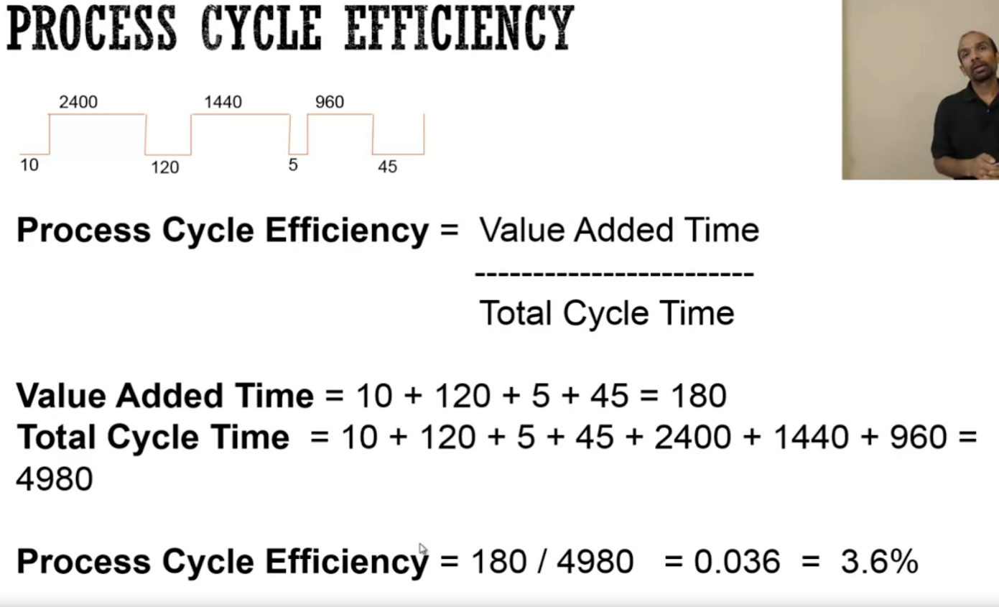 PROCESS CYCLE EFFICIENCY
2400 1440 960
10 120 5 45
Process Cycle Efficiency = Value Added Time
------------------------
Total Cycle Time
Value Added Time = 10 + 120 + 5 + 45 = 180
Total Cycle Time = 10 + 120 + 5 + 45 + 2400 + 1440 + 960 =
4980
Process Cycle Efficiency = 180 / 4980 = 0.036 = 3.6%